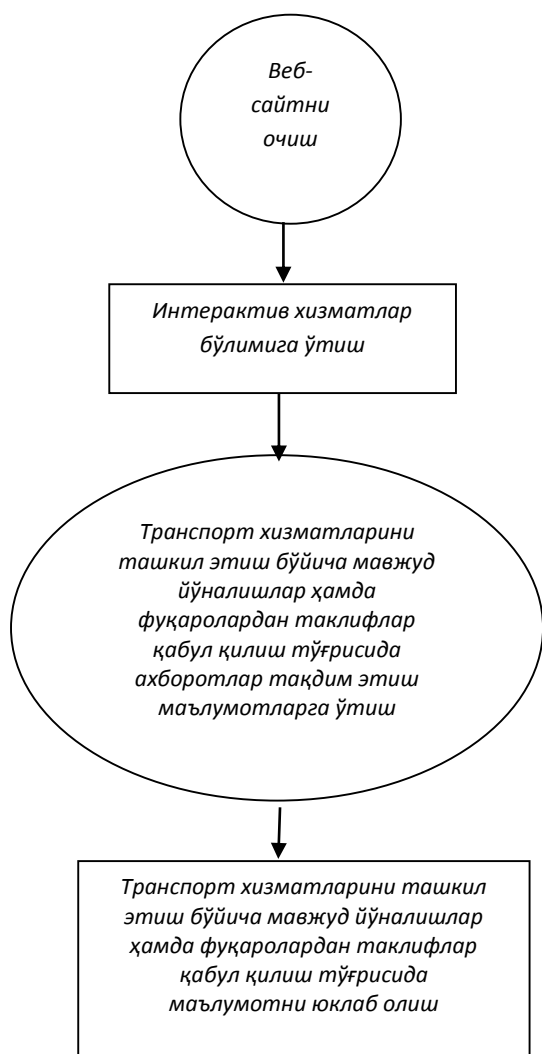 Веб-
сайтни
очиш
Интерактив хизматлар
бўлимига ўтиш
Транспорт хизматларини
ташкил этиш бўйича мавжуд
йўналишлар ҳамда
фуқаролардан таклифлар
қабул қилиш тўғрисида
ахборотлар тақдим этиш
маълумотларга ўтиш
Транспорт хизматларини ташкил
этиш бўйича мавжуд йўналишлар
ҳамда фуқаролардан таклифлар
қабул қилиш тўғрисида
маълумотни юклаб олиш